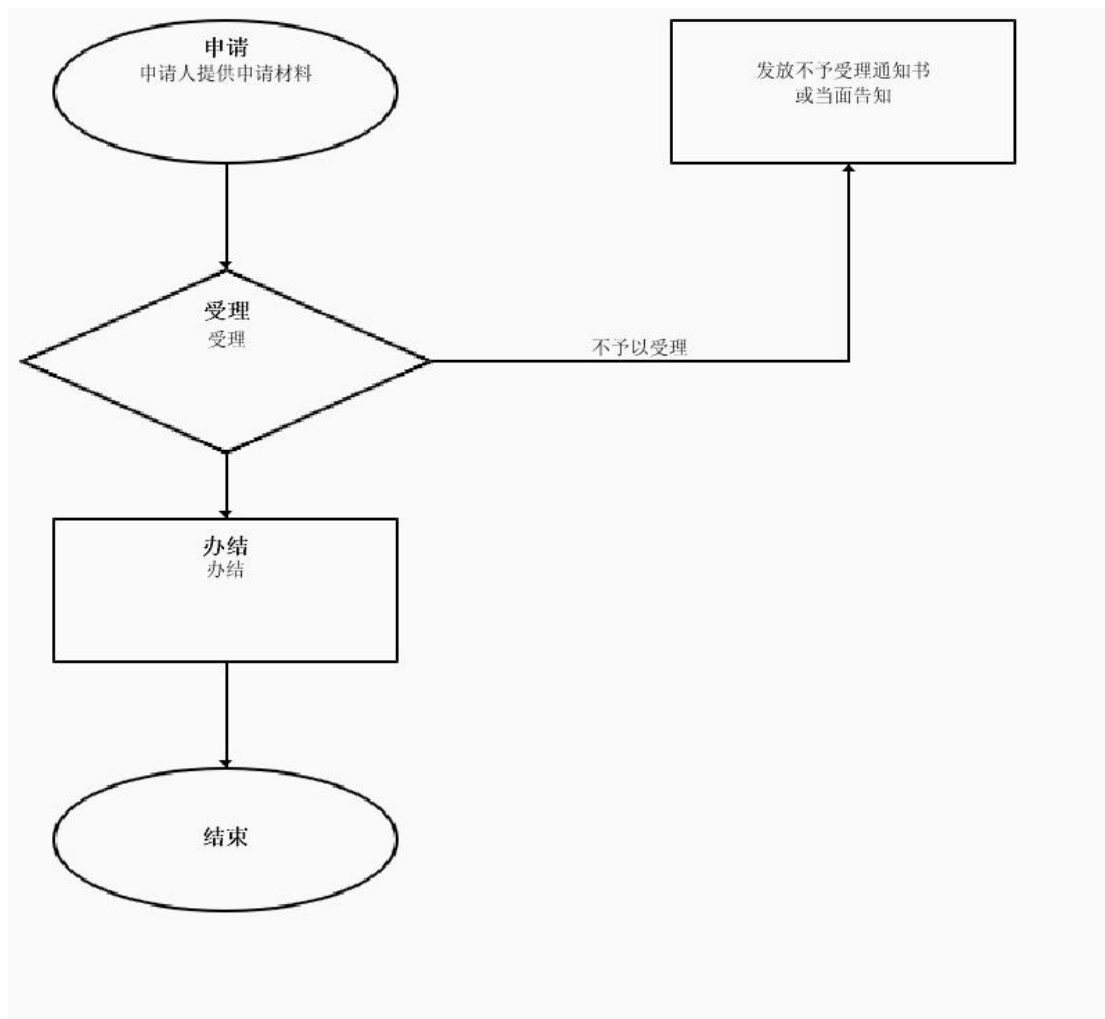 申请
申请人提供申请材料
发放不予受理通知书
或当面告知
受理
受理
不予以受理
办结
办结
结束